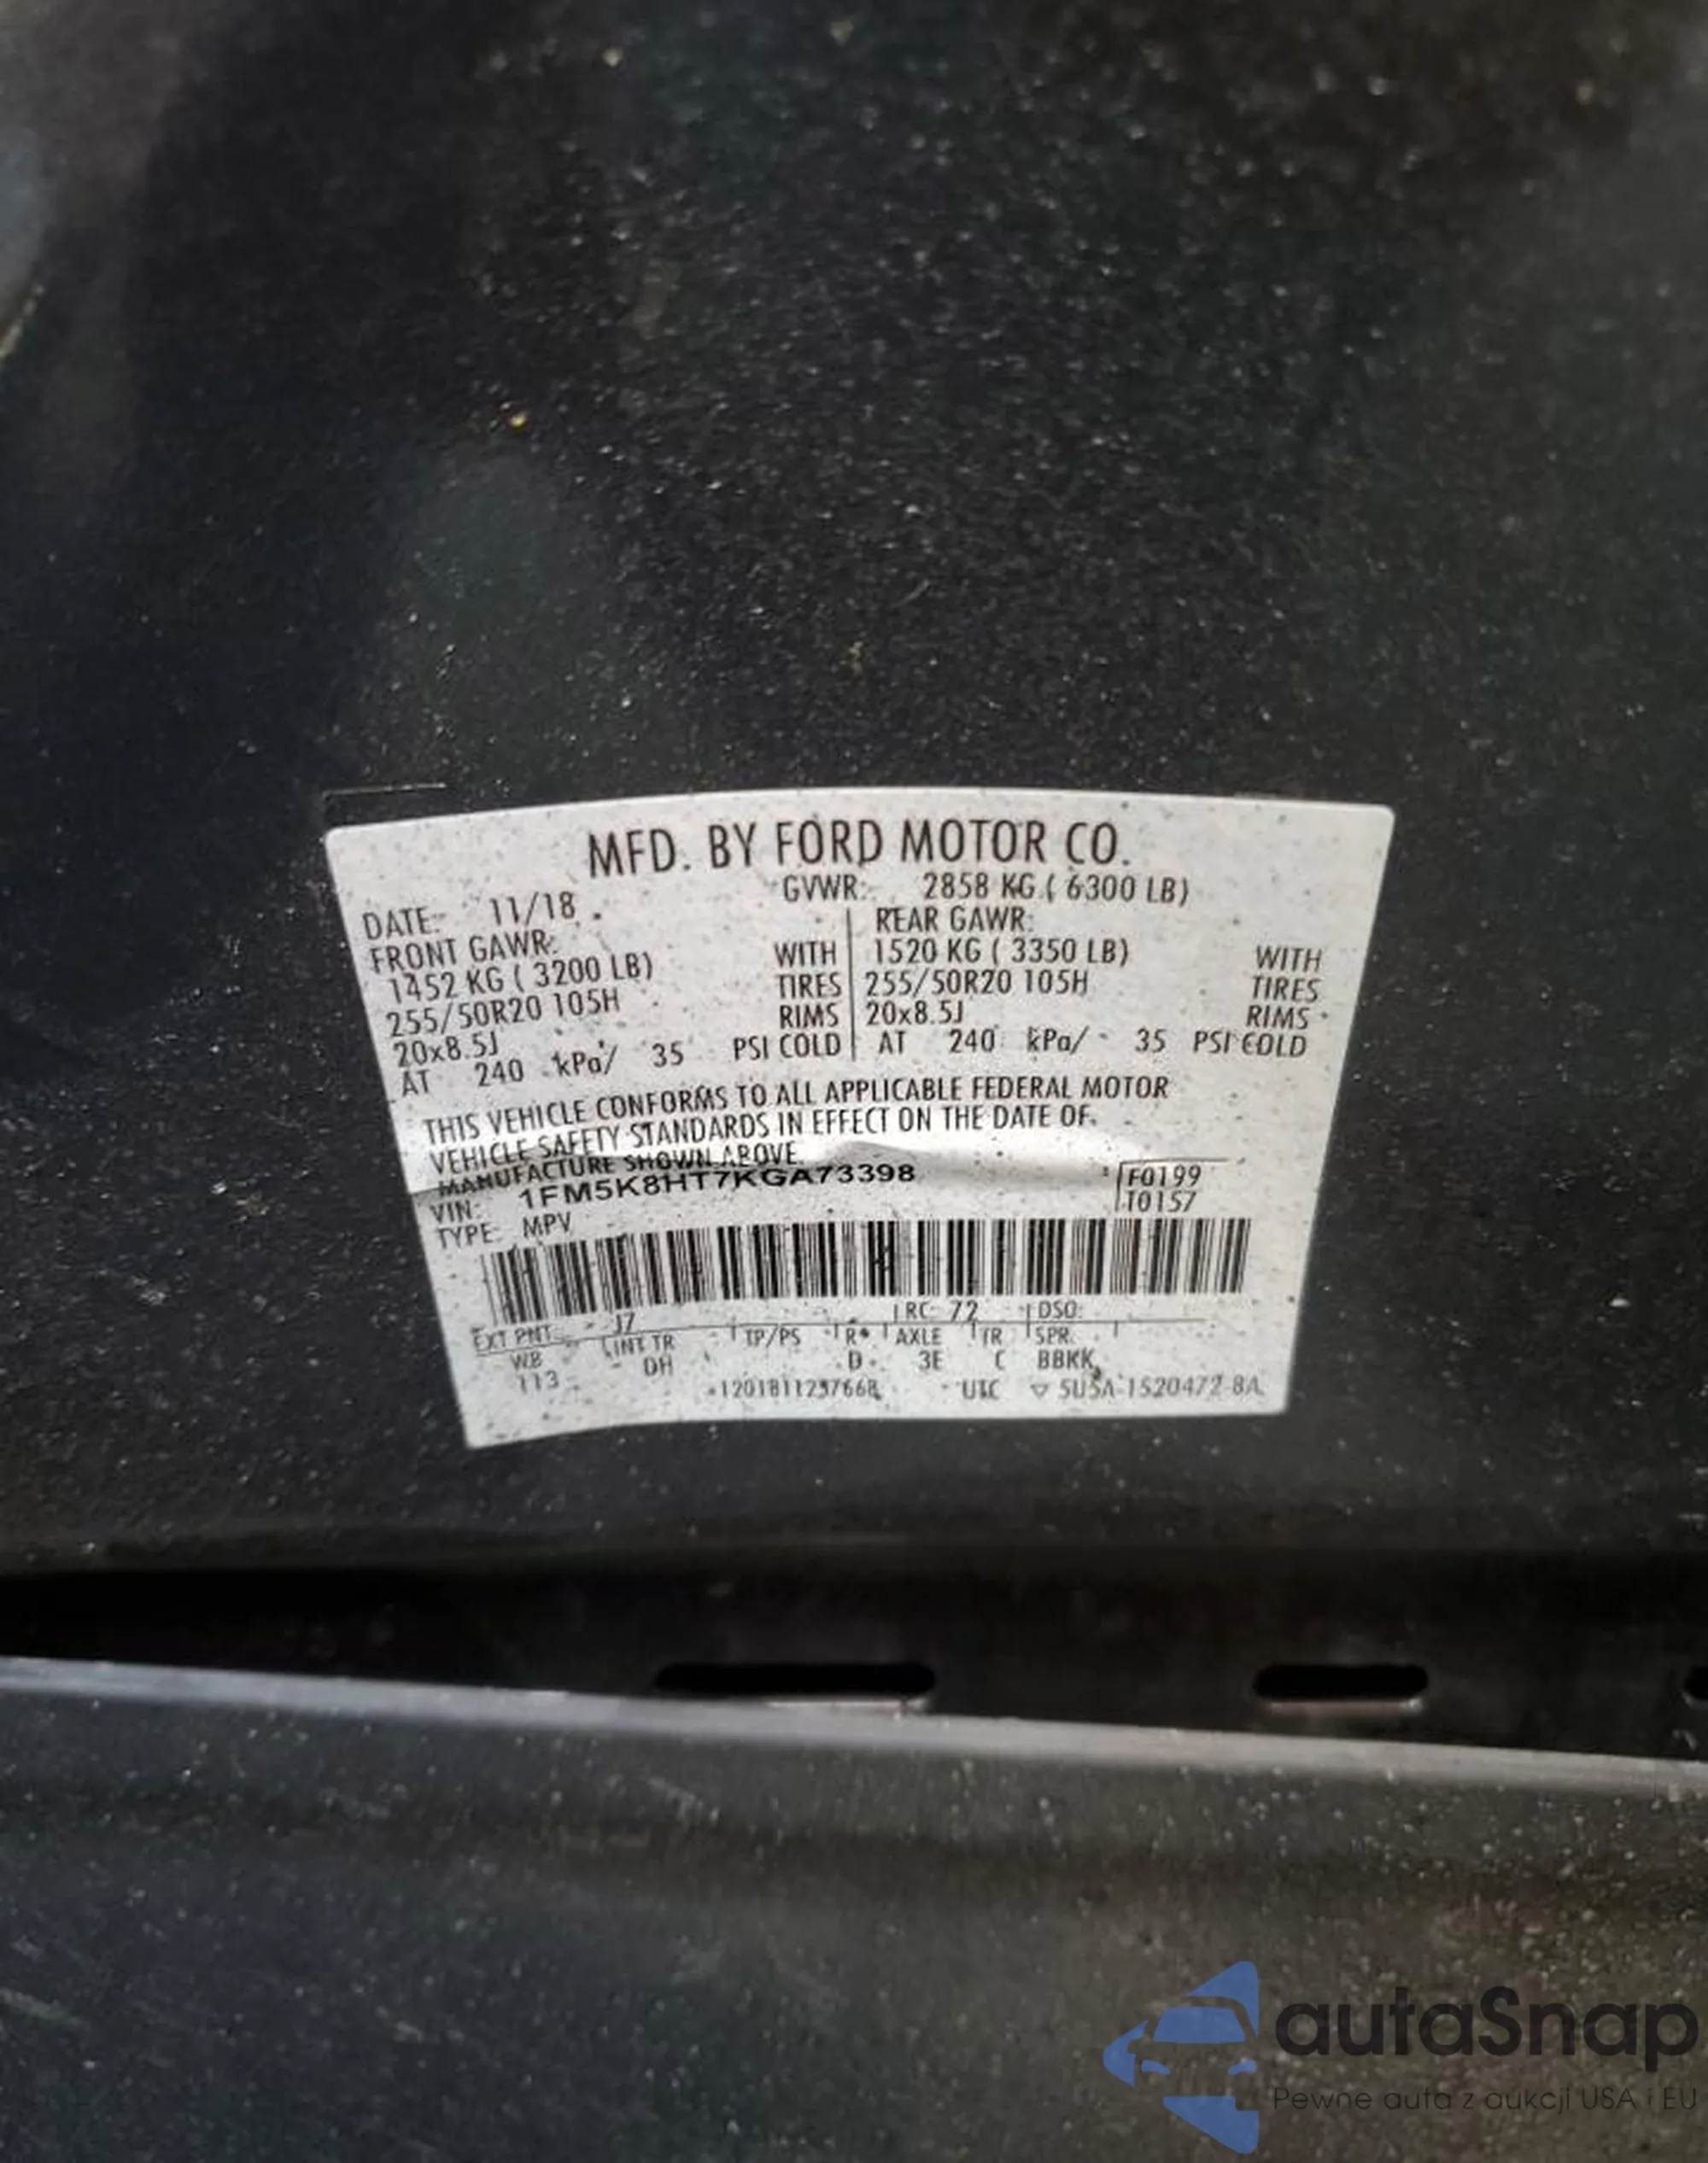 MFD. BY FORD MOTOR CO.
DATE: 11/18 GVWR: 2858 KG ( 6300 LB)
FRONT GAWR: REAR GAWR:
1452 KG ( 3200 LB) WITH 1520 KG ( 3350 LB) WITH
255/50R20 105H TIRES 255/50R20 105H TIRES
20x8.5J RIMS 20x8.5J RIMS
AT 240 kPa/ 35 PSI COLD AT 240 kPa/ 35 PSI COLD
THIS VEHICLE CONFORMS TO ALL APPLICABLE FEDERAL MOTOR
VEHICLE SAFETY STANDARDS IN EFFECT ON THE DATE OF
MANUFACTURE SHOWN ABOVE.
VIN: 1FM5K8HT7KGA73398 F0199
TYPE: MPV T0157
EXT PNT: J7 RC: 72 DSO:
WB INT TR TP/PS R AXLE TR SPR
113 DH D 3E C BBKK
UTC ▽ 5U5A-1520472-BA
autaSnap
Pewne auta z aukcji USA i EU